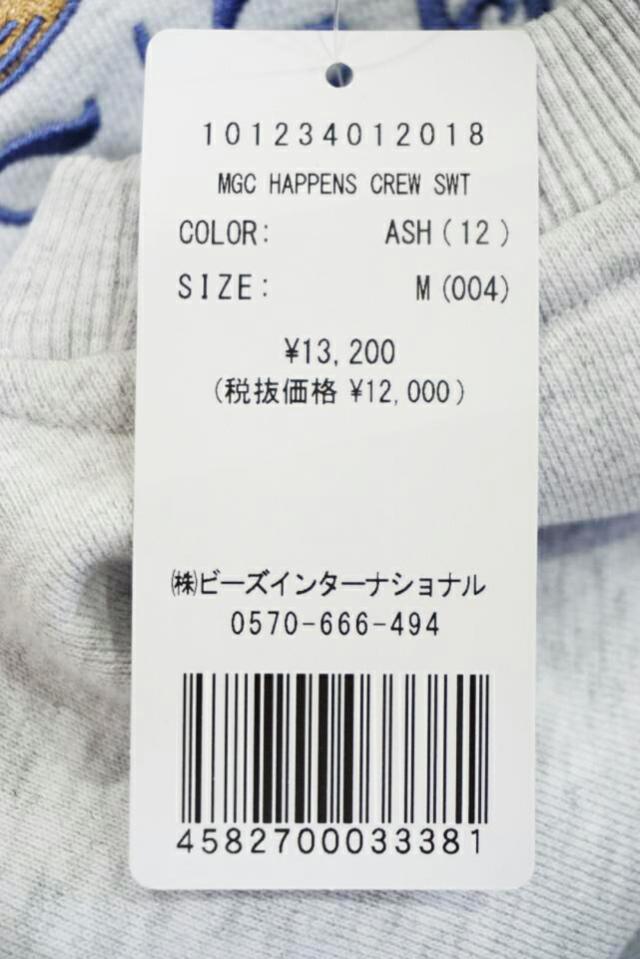 101234012018
MGC HAPPENS CREW SWT
COLOR: ASH(12)
SIZE: M(004)
¥13,200
(税抜価格 ¥12,000)
㈱ビーズインターナショナル
0570-666-494
4582700033381